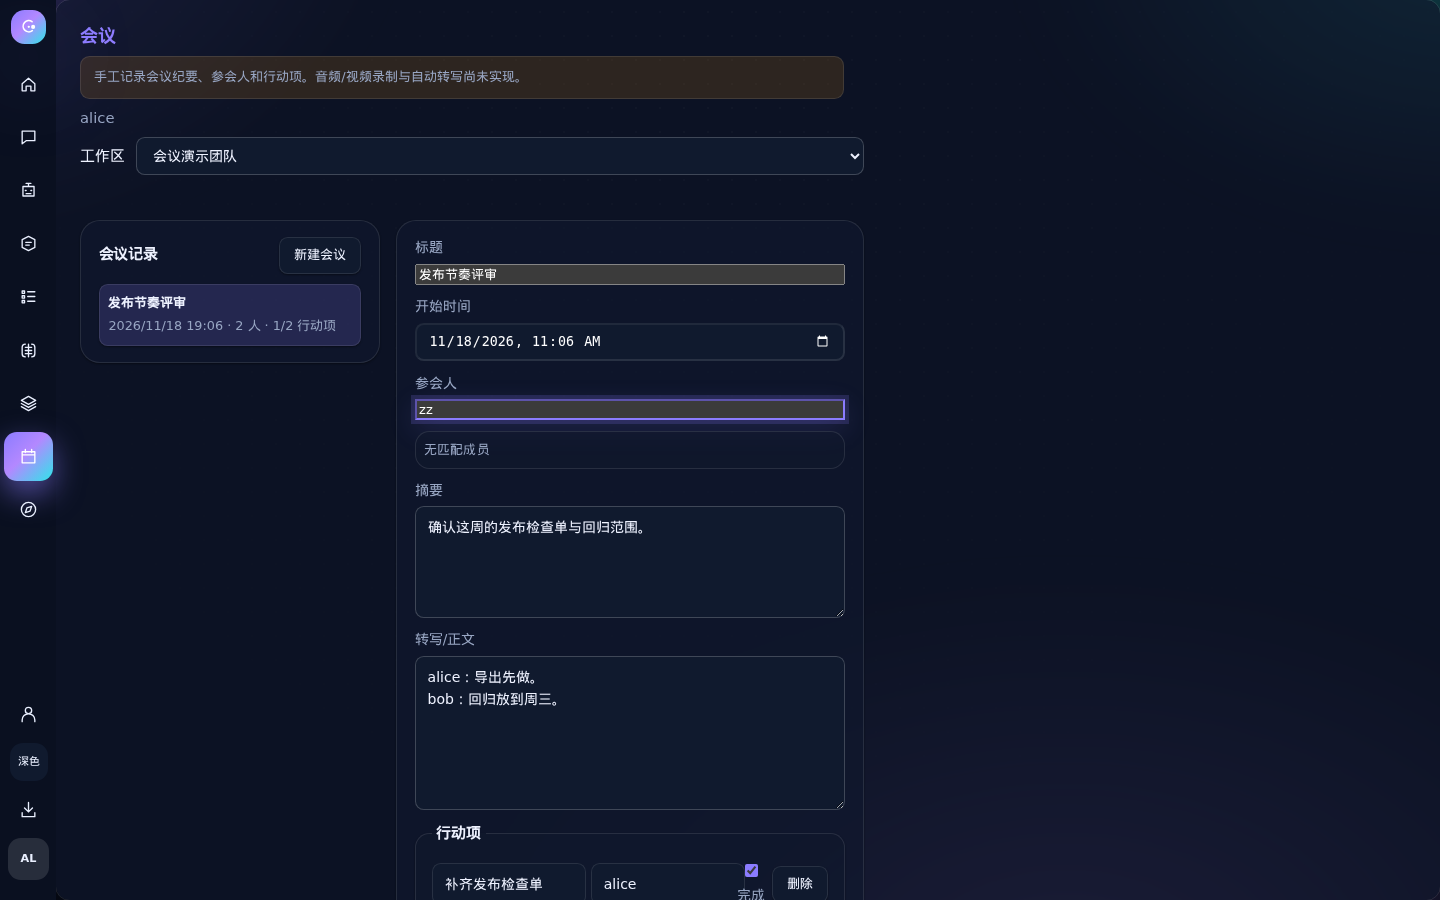 会议
手工记录会议纪要、参会人和行动项。音频/视频录制与自动转写尚未实现。
alice
工作区 会议演示团队
会议记录
新建会议
发布节奏评审
2026/11/18 19:06 · 2 人 · 1/2 行动项
标题
发布节奏评审
开始时间
11/18/2026, 11:06 AM
参会人
zz
无匹配成员
摘要
确认这周的发布检查单与回归范围。
转写/正文
alice：导出先做。
bob：回归放到周三。
行动项
补齐发布检查单
alice
完成
删除
深色
AL